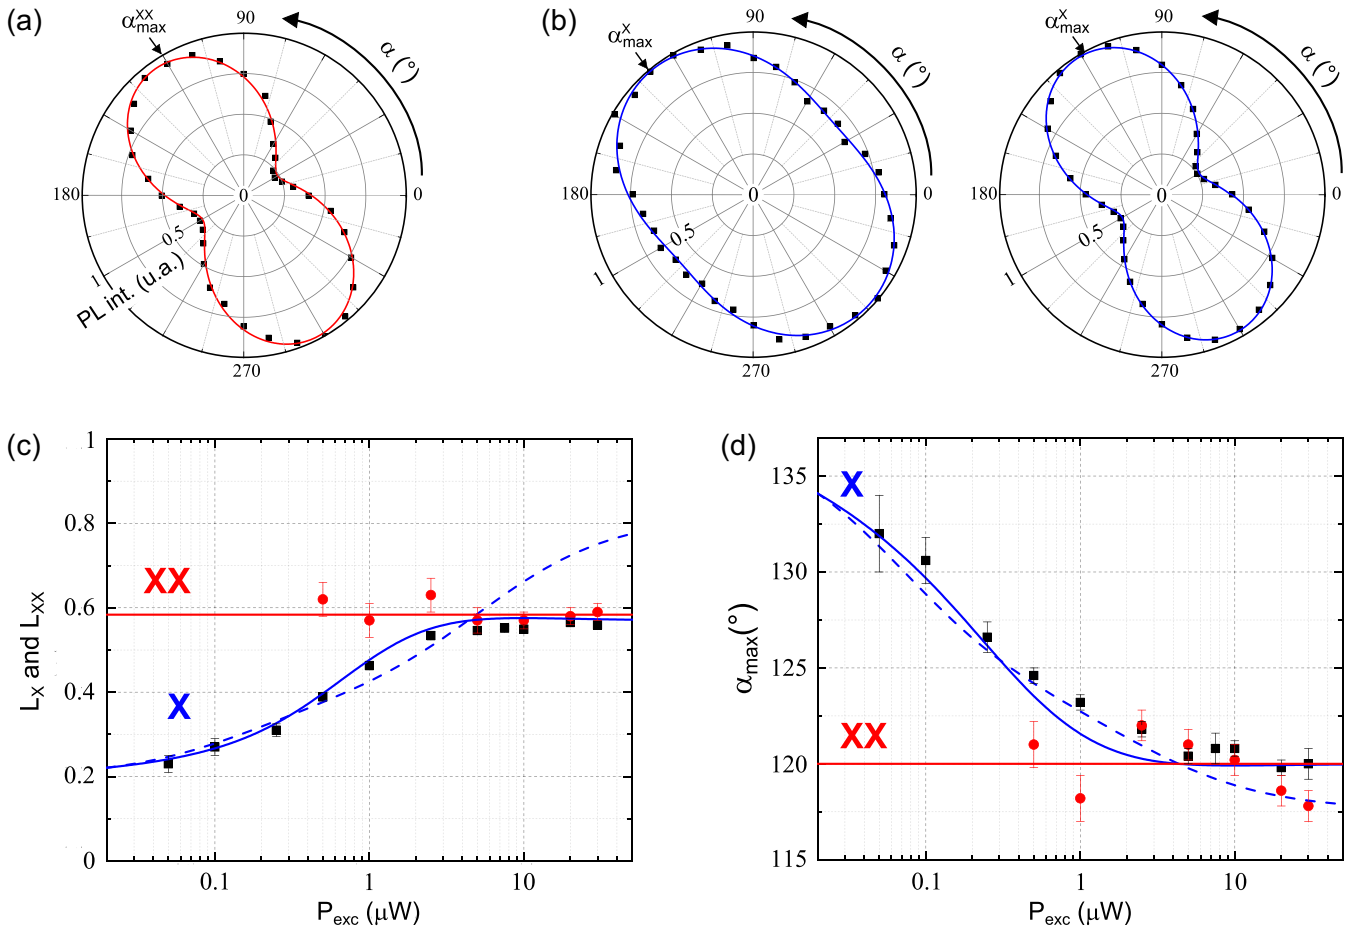 (a)
α^XX_max
90
α (°)
180
0
0
0.5
1
PL int. (u.a.)
270
(b)
α^X_max
90
α (°)
180
0
0
0.5
1
270
α^X_max
90
α (°)
180
0
0
0.5
1
270
(c)
1
0.8
0.6
0.4
0.2
0
L_X and L_XX
XX
X
0.1
1
10
P_exc (μW)
(d)
135
130
125
120
115
α_max(°)
X
XX
0.1
1
10
P_exc (μW)